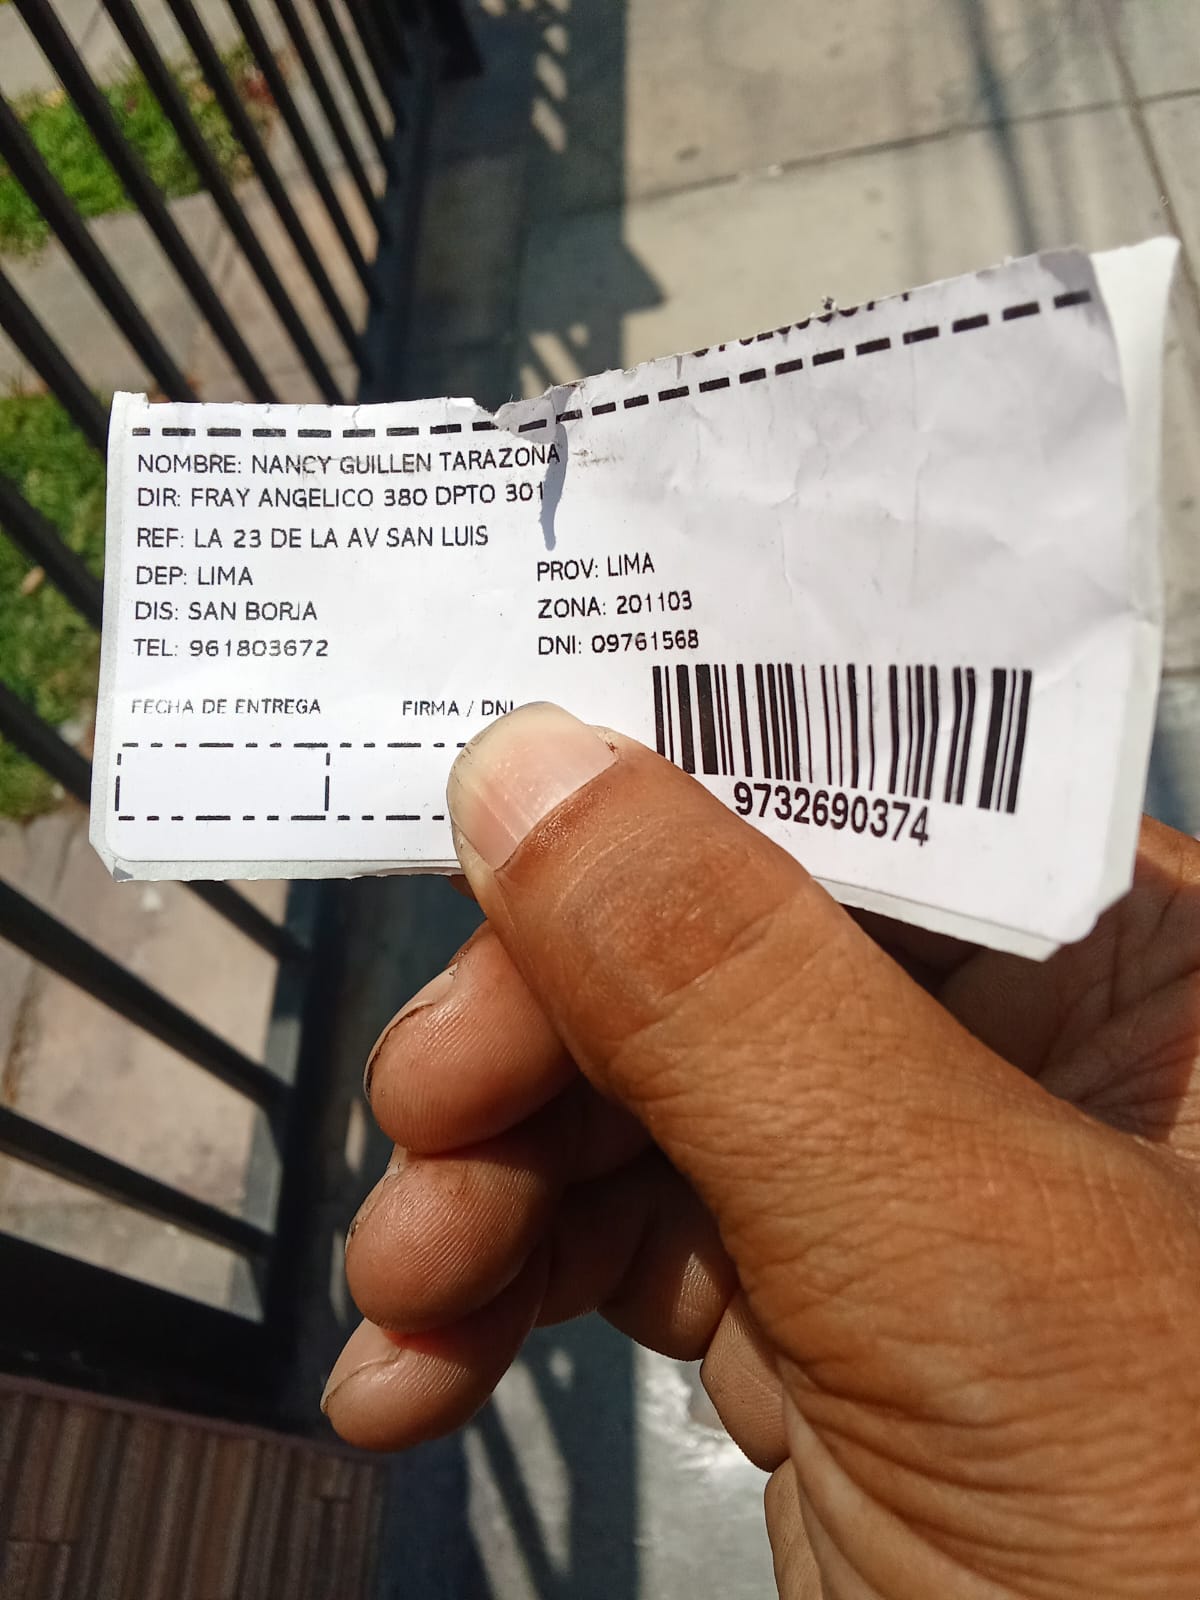 NOMBRE: NANCY GUILLEN TARAZONA
DIR: FRAY ANGELICO 380 DPTO 301
REF: LA 23 DE LA AV SAN LUIS
DEP: LIMA
PROV: LIMA
DIS: SAN BORJA
ZONA: 201103
TEL: 961803672
DNI: 09761568
FECHA DE ENTREGA
FIRMA / DNI
9732690374